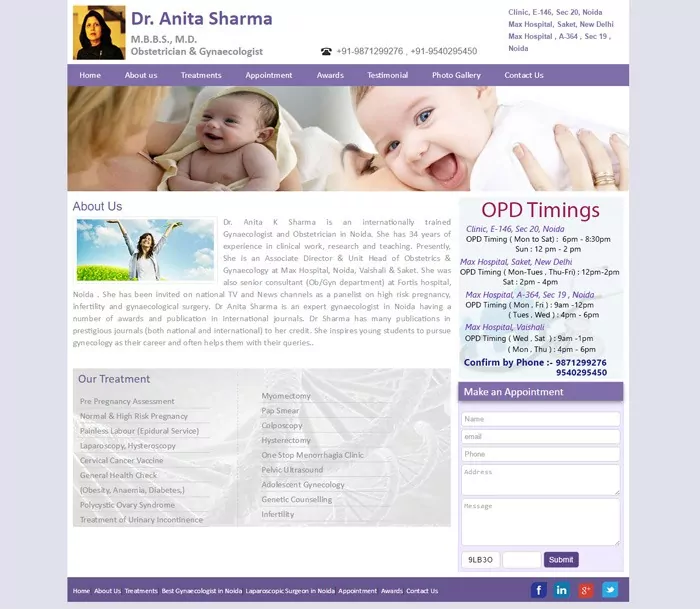 Dr. Anita Sharma
M.B.B.S., M.D.
Obstetrician & Gynaecologist
+91-9871299276 , +91-9540295450
Clinic, E-146, Sec 20, Noida
Max Hospital, Saket, New Delhi
Max Hospital , A-364 , Sec 19 ,
Noida
Home About us Treatments Appointment Awards Testimonial Photo Gallery Contact Us
About Us
Dr. Anita K Sharma is an internationally trained
Gynaecologist and Obstetrician in Noida. She has 34 years of
experience in clinical work, research and teaching. Presently,
She is an Associate Director & Unit Head of Obstetrics &
Gynaecology at Max Hospital, Noida, Vaishali & Saket. She was
also senior consultant (Ob/Gyn department) at Fortis hospital,
Noida . She has been invited on national TV and News channels as a panelist on high risk pregnancy,
infertility and gynaecological surgery. Dr Anita Sharma is an expert gynaecologist in Noida having a
number of awards and publication in international journals. Dr Sharma has many publications in
prestigious journals (both national and international) to her credit. She inspires young students to pursue
gynecology as their career and often helps them with their queries..
Our Treatment
Pre Pregnancy Assessment
Normal & High Risk Pregnancy
Painless Labour (Epidural Service)
Laparoscopy, Hysteroscopy
Cervical Cancer Vaccine
General Health Check
(Obesity, Anaemia, Diabetes,)
Polycystic Ovary Syndrome
Treatment of Urinary Incontinence
Myomectomy
Pap Smear
Colposcopy
Hysterectomy
One Stop Menorrhagia Clinic
Pelvic Ultrasound
Adolescent Gynecology
Genetic Counselling
Infertility
OPD Timings
Clinic, E-146, Sec 20, Noida
OPD Timing ( Mon to Sat) : 6pm - 8:30pm
Sun : 12 pm - 2 pm
Max Hospital, Saket, New Delhi
OPD Timing ( Mon-Tues , Thu-Fri) : 12pm-2pm
Sat : 2pm - 4pm
Max Hospital, A-364, Sec 19 , Noida
OPD Timing ( Mon , Fri ) : 9am -12pm
( Tues , Wed ) : 4pm - 6pm
Max Hospital, Vaishali
OPD Timing ( Wed , Sat ) : 9am -1pm
( Mon , Thu ) : 4pm - 6pm
Confirm by Phone :- 9871299276
9540295450
Make an Appointment
Name
email
Phone
Address
Message
9LB3O Submit
Home About Us Treatments Best Gynaecologist in Noida Laparoscopic Surgeon in Noida Appointment Awards Contact Us
f in g+